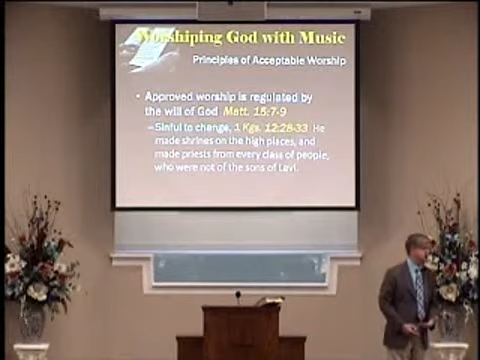 Worshiping God with Music
Principles of Acceptable Worship
• Approved worship is regulated by
the will of God Matt. 15:7-9
– Sinful to change, 1 Kgs. 12:28-33 He
made shrines on the high places, and
made priests from every class of people,
who were not of the sons of Levi.